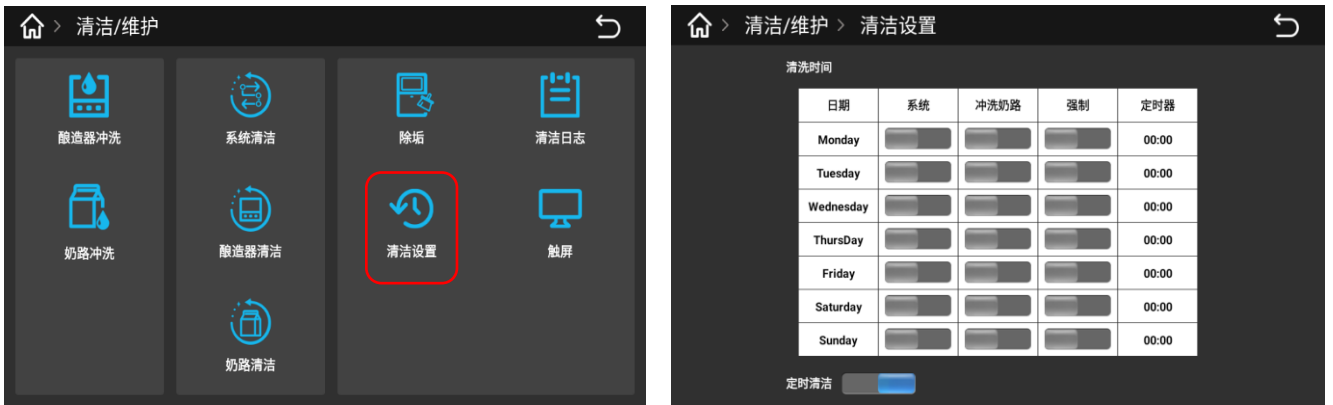 清洁/维护
酿造器冲洗 系统清洁 除垢 清洁日志
奶路冲洗 酿造器清洁 清洁设置 触屏
奶路清洁
清洁/维护 > 清洁设置
清洗时间
日期 系统 冲洗奶路 强制 定时器
Monday 00:00
Tuesday 00:00
Wednesday 00:00
ThursDay 00:00
Friday 00:00
Saturday 00:00
Sunday 00:00
定时清洁